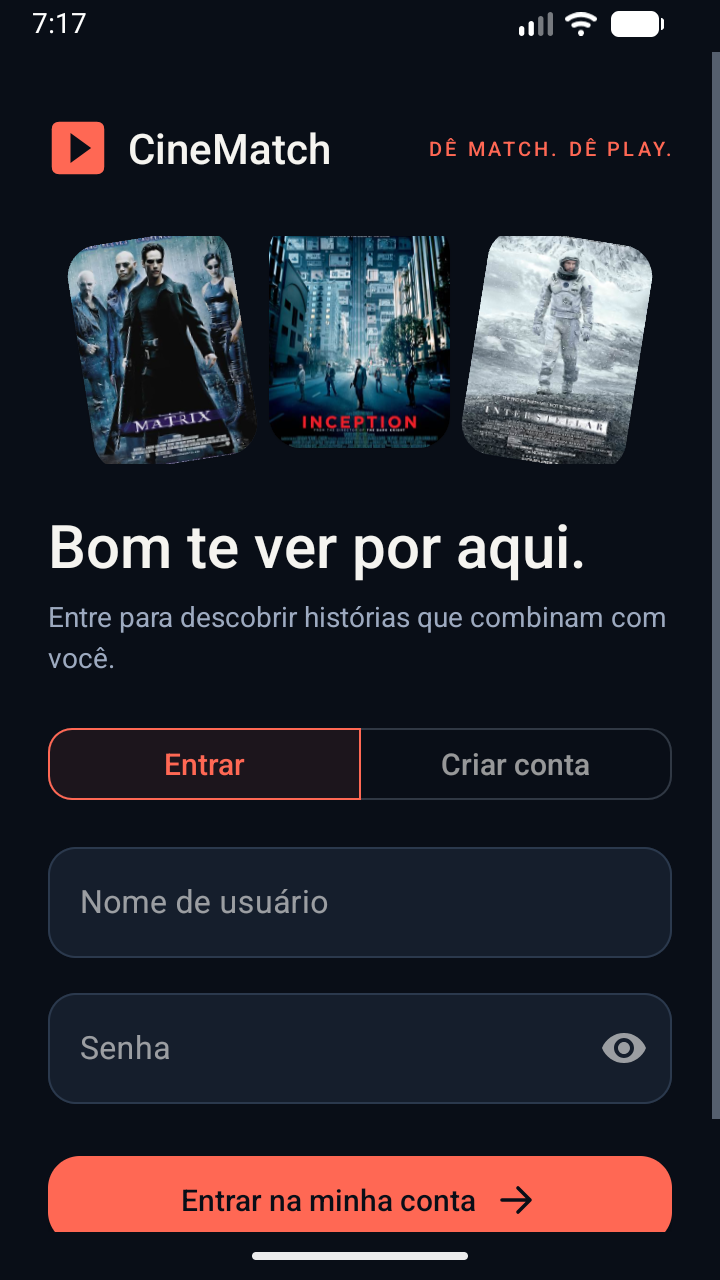 7:17
CineMatch
DÊ MATCH. DÊ PLAY.
MATRIX
INCEPTION
INTERSTELLAR
Bom te ver por aqui.
Entre para descobrir histórias que combinam com
você.
Entrar
Criar conta
Nome de usuário
Senha
Entrar na minha conta